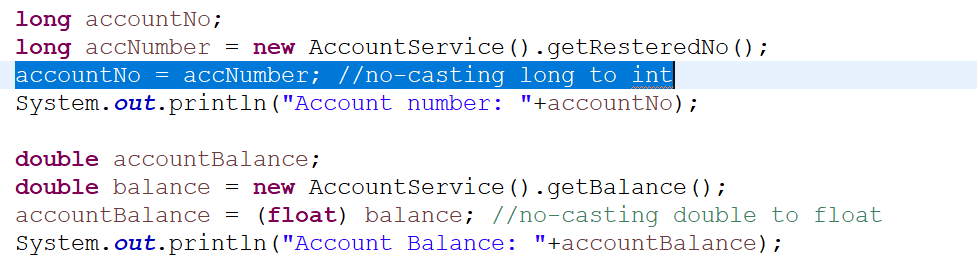 long accountNo;
long accNumber = new AccountService().getResteredNo();
accountNo = accNumber; //no-casting long to int
System.out.println("Account number: "+accountNo);
double accountBalance;
double balance = new AccountService().getBalance();
accountBalance = (float) balance; //no-casting double to float
System.out.println("Account Balance: "+accountBalance);